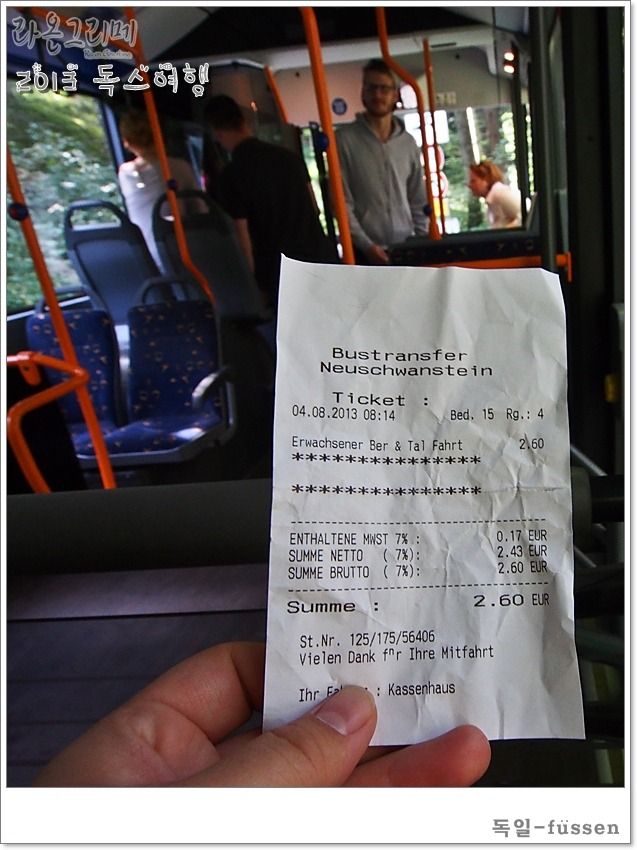 라온그리메
2013 독스여행
Bustransfer
Neuschwanstein
Ticket :
04.08.2013 08:14 Bed. 15 Rg.: 4
Erwachsener Ber & Tal Fahrt 2.60
***************
***************
ENTHALTENE MWST 7% : 0.17 EUR
SUMME NETTO ( 7%): 2.43 EUR
SUMME BRUTTO ( 7%): 2.60 EUR
Summe : 2.60 EUR
St.Nr. 125/175/56406
Vielen Dank fⁿr Ihre Mitfahrt
Ihr : Kassenhaus
독일-füssen